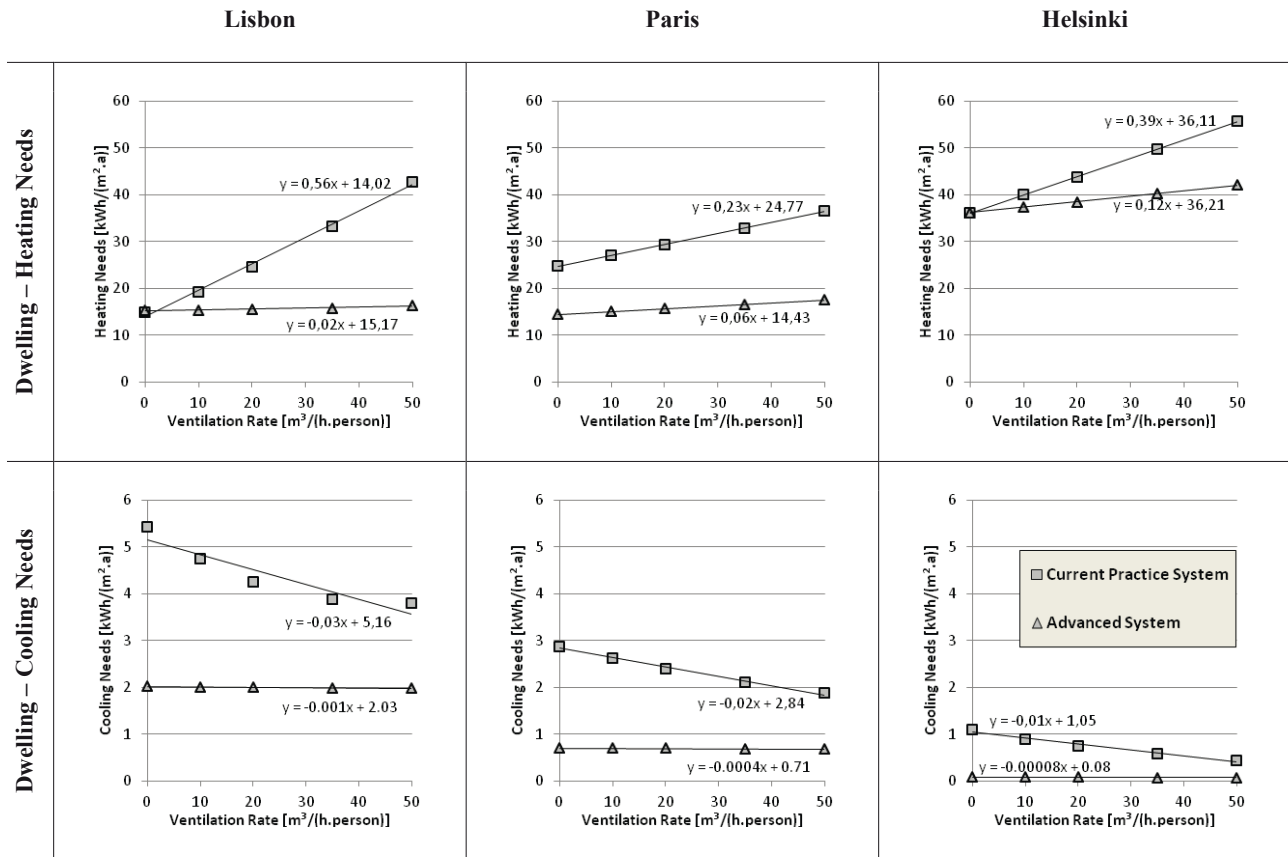 Lisbon Paris Helsinki
Dwelling – Heating Needs
Heating Needs [kWh/(m².a)]
60
50
40
30
20
10
0
y = 0,56x + 14,02
y = 0,02x + 15,17
0 10 20 30 40 50
Ventilation Rate [m³/(h.person)]
Heating Needs [kWh/(m².a)]
60
50
40
30
20
10
0
y = 0,23x + 24,77
y = 0,06x + 14,43
0 10 20 30 40 50
Ventilation Rate [m³/(h.person)]
Heating Needs [kWh/(m².a)]
60
50
40
30
20
10
0
y = 0,39x + 36,11
y = 0,12x + 36,21
0 10 20 30 40 50
Ventilation Rate [m³/(h.person)]
Dwelling – Cooling Needs
Cooling Needs [kWh/(m².a)]
6
5
4
3
2
1
0
y = -0,03x + 5,16
y = -0.001x + 2.03
0 10 20 30 40 50
Ventilation Rate [m³/(h.person)]
Cooling Needs [kWh/(m².a)]
6
5
4
3
2
1
0
y = -0,02x + 2,84
y = -0.0004x + 0.71
0 10 20 30 40 50
Ventilation Rate [m³/(h.person)]
Cooling Needs [kWh/(m².a)]
6
5
4
3
2
1
0
Current Practice System
Advanced System
y = -0,01x + 1,05
y = -0.00008x + 0.08
0 10 20 30 40 50
Ventilation Rate [m³/(h.person)]